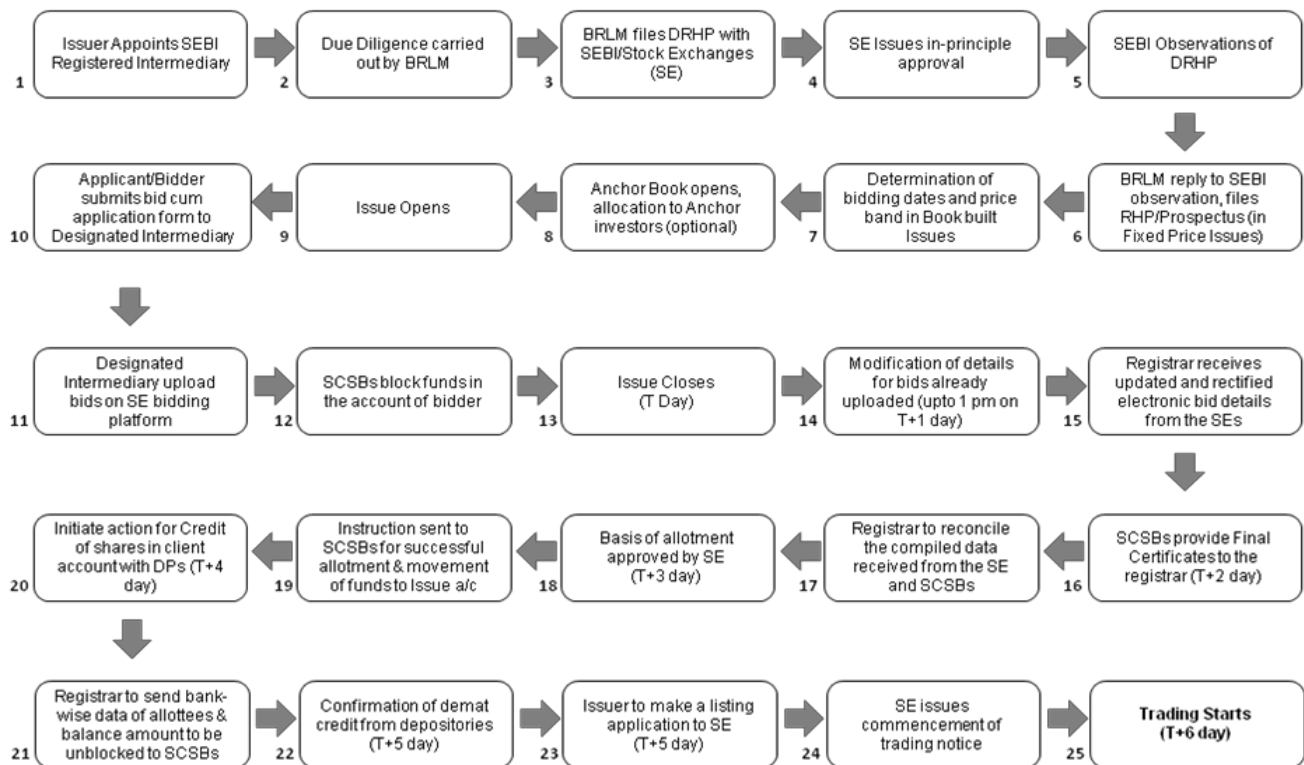 Issuer Appoints SEBI
Registered Intermediary
1
Due Diligence carried
out by BRLM
2
BRLM files DRHP with
SEBI/Stock Exchanges
(SE)
3
SE Issues in-principle
approval
4
SEBI Observations of
DRHP
5
BRLM reply to SEBI
observation, files
RHP/Prospectus (in
Fixed Price Issues)
6
Determination of
bidding dates and price
band in Book built
Issues
7
Anchor Book opens,
allocation to Anchor
investors (optional)
8
Issue Opens
9
Applicant/Bidder
submits bid cum
application form to
Designated Intermediary
10
Designated
Intermediary upload
bids on SE bidding
platform
11
SCSBs block funds in
the account of bidder
12
Issue Closes
(T Day)
13
Modification of details
for bids already
uploaded (upto 1 pm on
T+1 day)
14
Registrar receives
updated and rectified
electronic bid details
from the SEs
15
SCSBs provide Final
Certificates to the
registrar (T+2 day)
16
Registrar to reconcile
the compiled data
received from the SE
and SCSBs
17
Basis of allotment
approved by SE
(T+3 day)
18
Instruction sent to
SCSBs for successful
allotment & movement
of funds to Issue a/c
19
Initiate action for Credit
of shares in client
account with DPs (T+4
day)
20
Registrar to send bank-
wise data of allottees &
balance amount to be
unblocked to SCSBs
21
Confirmation of demat
credit from depositories
(T+5 day)
22
Issuer to make a listing
application to SE
(T+5 day)
23
SE issues
commencement of
trading notice
24
Trading Starts
(T+6 day)
25